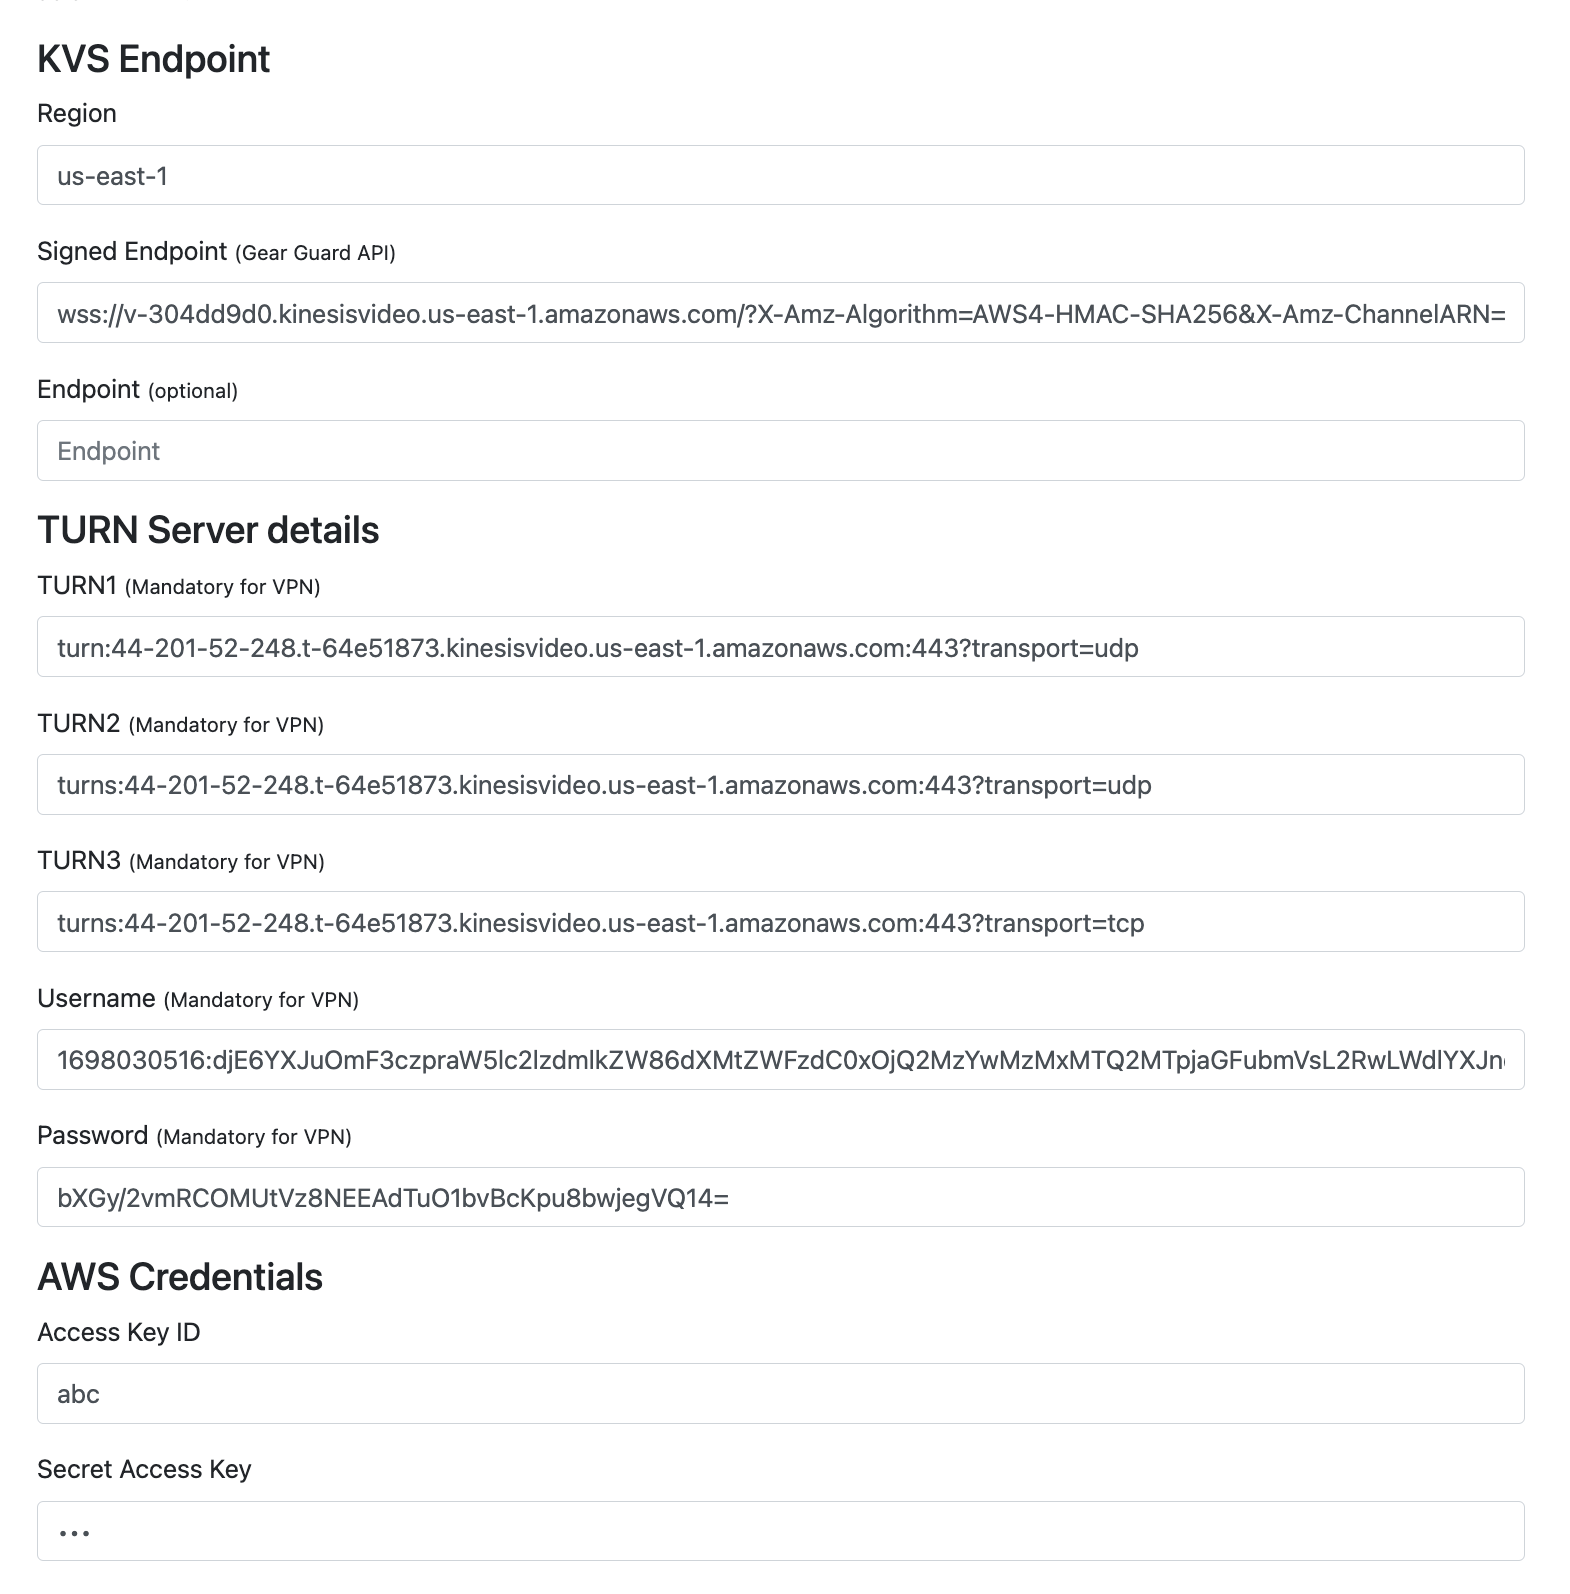 KVS Endpoint
Region
us-east-1
Signed Endpoint (Gear Guard API)
wss://v-304dd9d0.kinesisvideo.us-east-1.amazonaws.com/?X-Amz-Algorithm=AWS4-HMAC-SHA256&X-Amz-ChannelARN=
Endpoint (optional)
Endpoint
TURN Server details
TURN1 (Mandatory for VPN)
turn:44-201-52-248.t-64e51873.kinesisvideo.us-east-1.amazonaws.com:443?transport=udp
TURN2 (Mandatory for VPN)
turns:44-201-52-248.t-64e51873.kinesisvideo.us-east-1.amazonaws.com:443?transport=udp
TURN3 (Mandatory for VPN)
turns:44-201-52-248.t-64e51873.kinesisvideo.us-east-1.amazonaws.com:443?transport=tcp
Username (Mandatory for VPN)
1698030516:djE6YXJuOmF3czpraW5lc2lzdmlkZW86dXMtZWFzdC0xOjQ2MzYwMzMxMTQ2MTpjaGFubmVsL2RwLWdlYXJn
Password (Mandatory for VPN)
bXGy/2vmRCOMUtVz8NEEAdTuO1bvBcKpu8bwjegVQ14=
AWS Credentials
Access Key ID
abc
Secret Access Key
•••